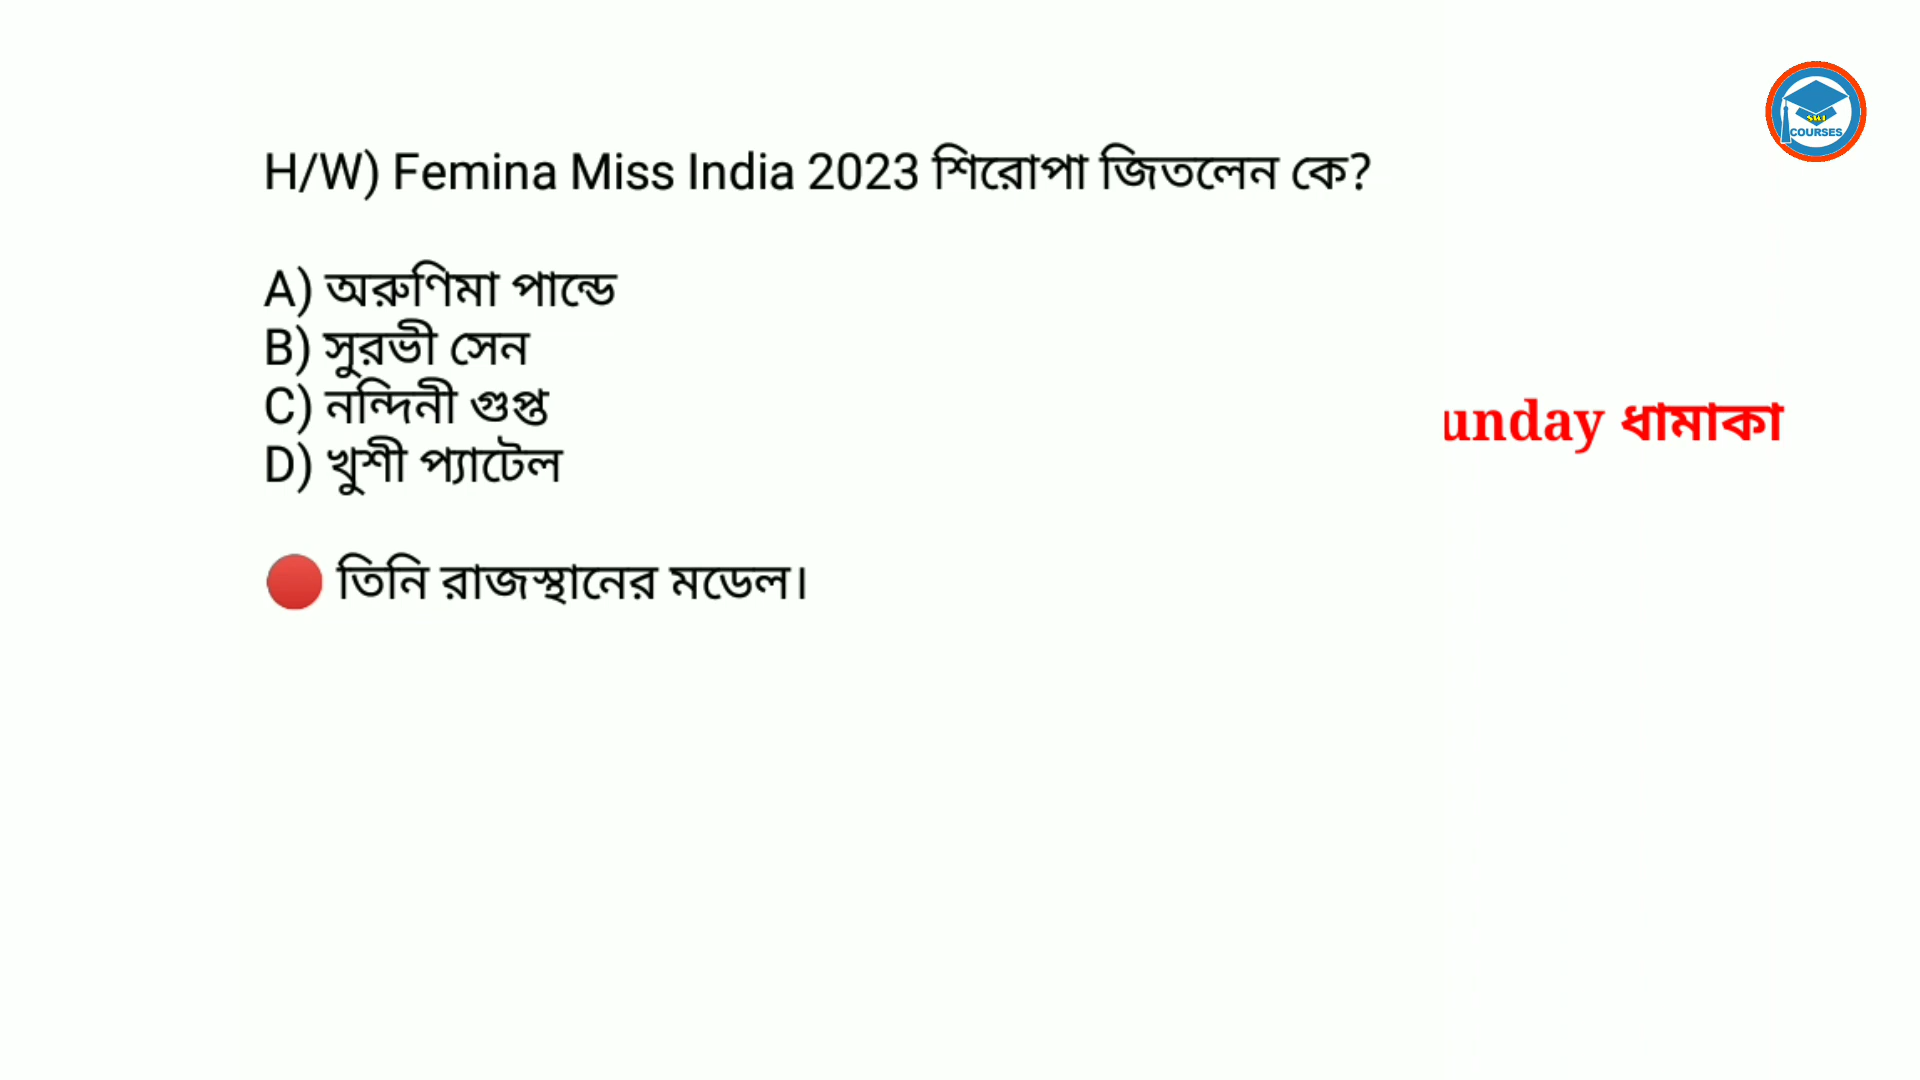 H/W) Femina Miss India 2023 শিরোপা জিতলেন কে?
A) অরুণিমা পান্ডে
B) সুরভী সেন
C) নন্দিনী গুপ্ত
D) খুশী প্যাটেল
তিনি রাজস্থানের মডেল।
unday ধামাকা
COURSES